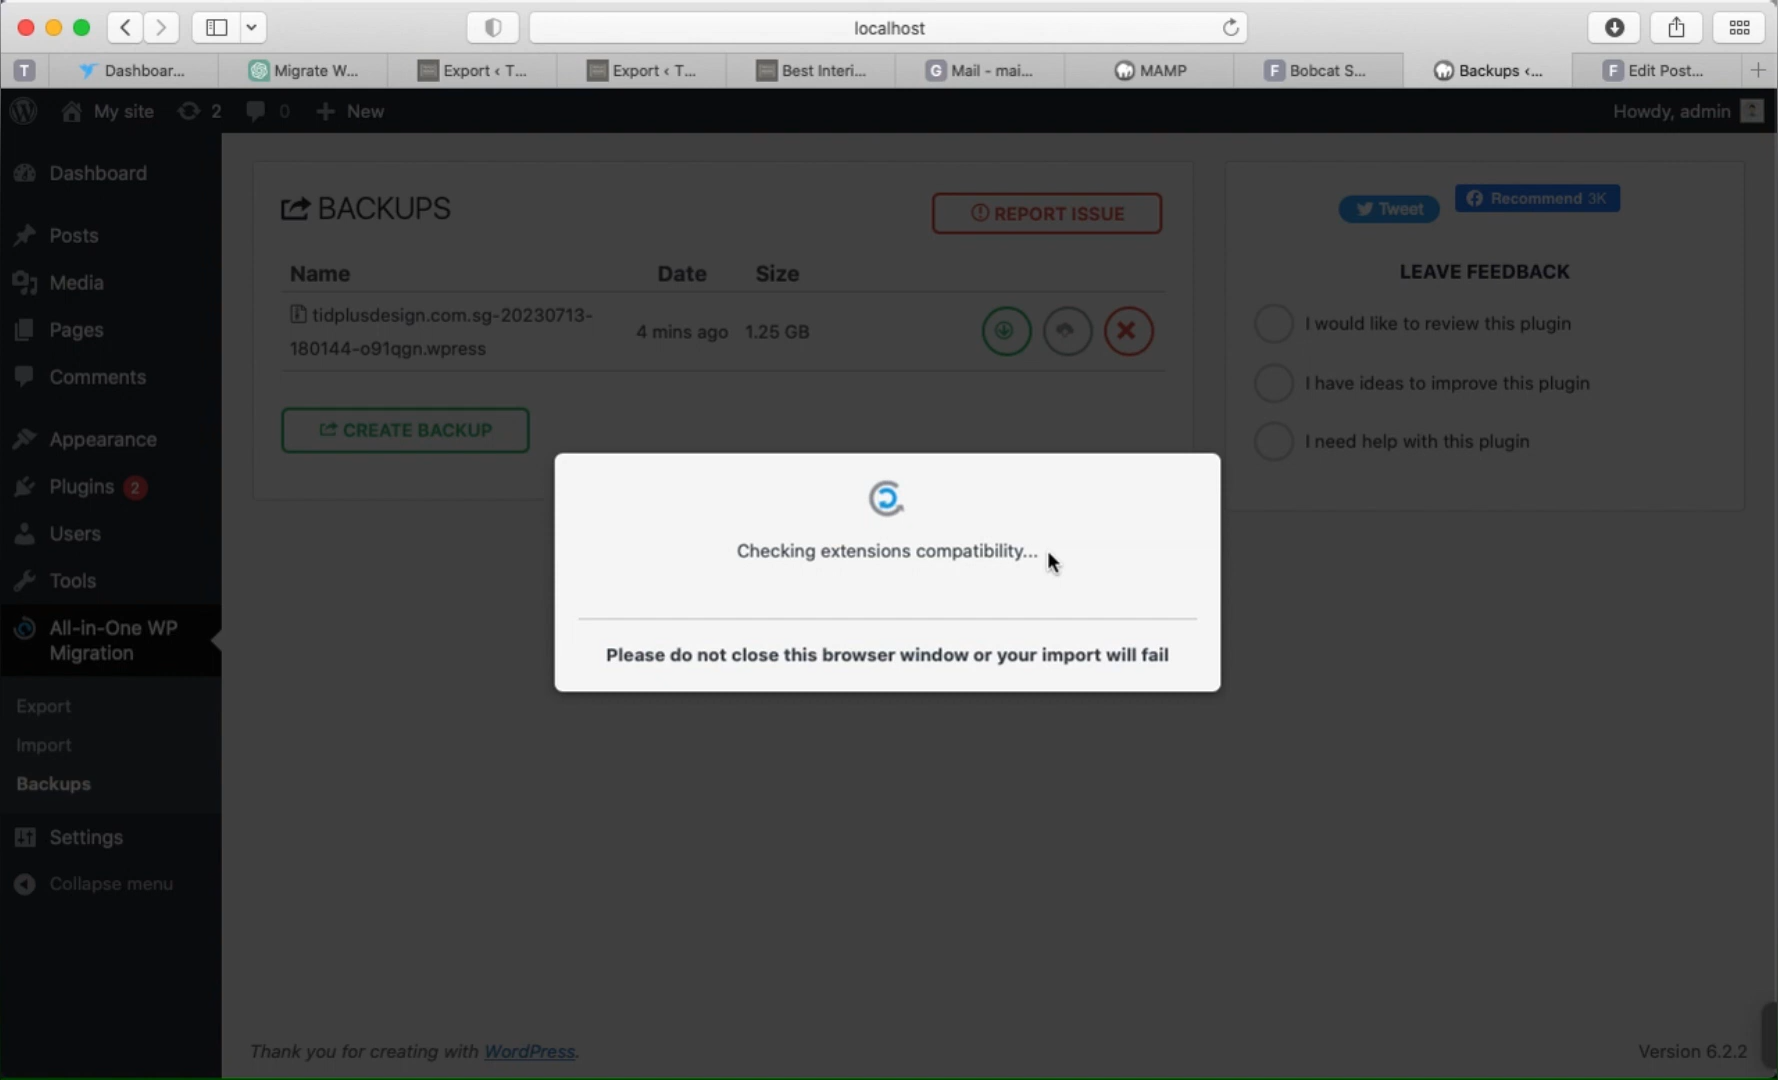 localhost
T
Dashboar...
Migrate W...
Export ‹ T...
Export ‹ T...
Best Interi...
G
Mail - mai...
MAMP
F
Bobcat S...
Backups ‹...
F
Edit Post...
My site
2
0
New
Howdy, admin
Dashboard
Posts
Media
Pages
Comments
Appearance
Plugins 2
Users
Tools
All-in-One WP
Migration
Export
Import
Backups
Settings
Collapse menu
BACKUPS
REPORT ISSUE
Name Date Size
tidplusdesign.com.sg-20230713-
180144-o91qgn.wpress
4 mins ago 1.25 GB
CREATE BACKUP
Tweet
Recommend 3K
LEAVE FEEDBACK
I would like to review this plugin
I have ideas to improve this plugin
I need help with this plugin
Checking extensions compatibility...
Please do not close this browser window or your import will fail
Thank you for creating with WordPress.
Version 6.2.2